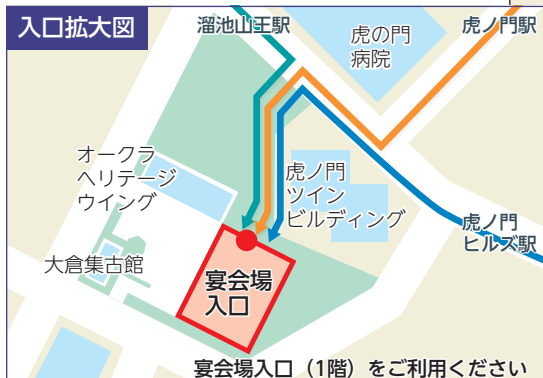 入口拡大図
溜池山王駅
虎の門
病院
虎ノ門駅
オークラ
ヘリテージ
ウイング
虎ノ門
ツイン
ビルディング
虎ノ門
ヒルズ駅
大倉集古館
宴会場
入口
宴会場入口（1階）をご利用ください